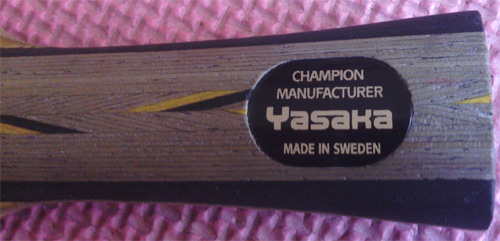 CHAMPION
MANUFACTURER
Yasaka
MADE IN SWEDEN